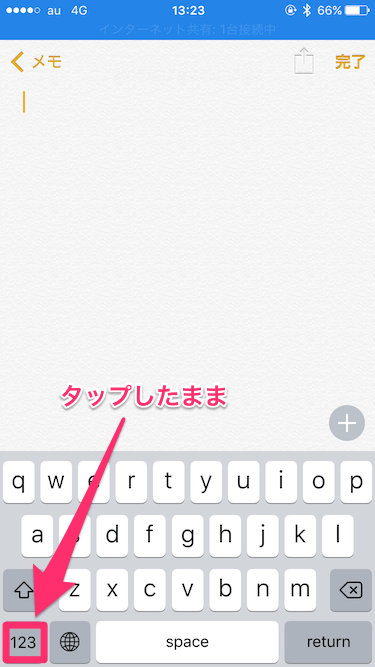 au 4G 13:23 66%
インターネット共有: 1台接続中
メモ 完了
タップしたまま
q w e r t y u i o p
a s d f g h j k l
z x c v b n m
123 space return